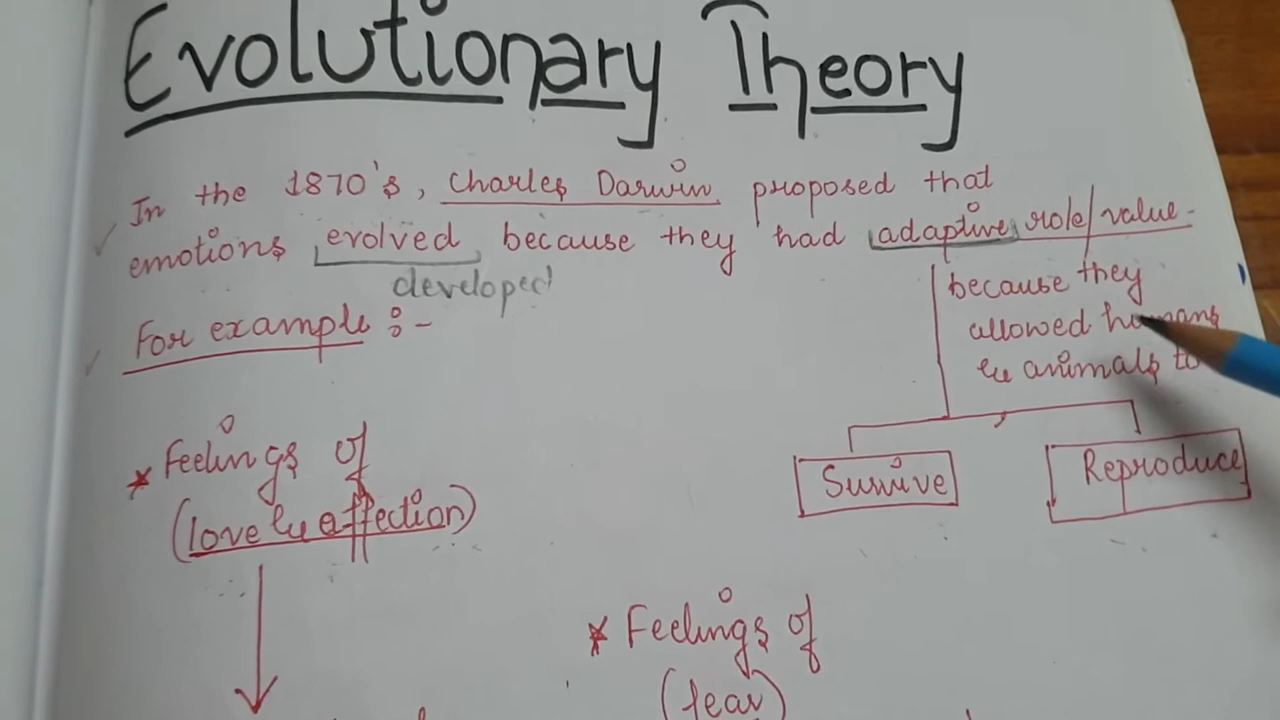 Evolutionary Theory
In the 1870's, Charles Darwin proposed that
emotions evolved because they had adaptive role/value-
developed
because they
allowed humans
& animals to
For example :-
Survive
Reproduce
* Feelings of
(love & affection)
* Feelings of
(fear)